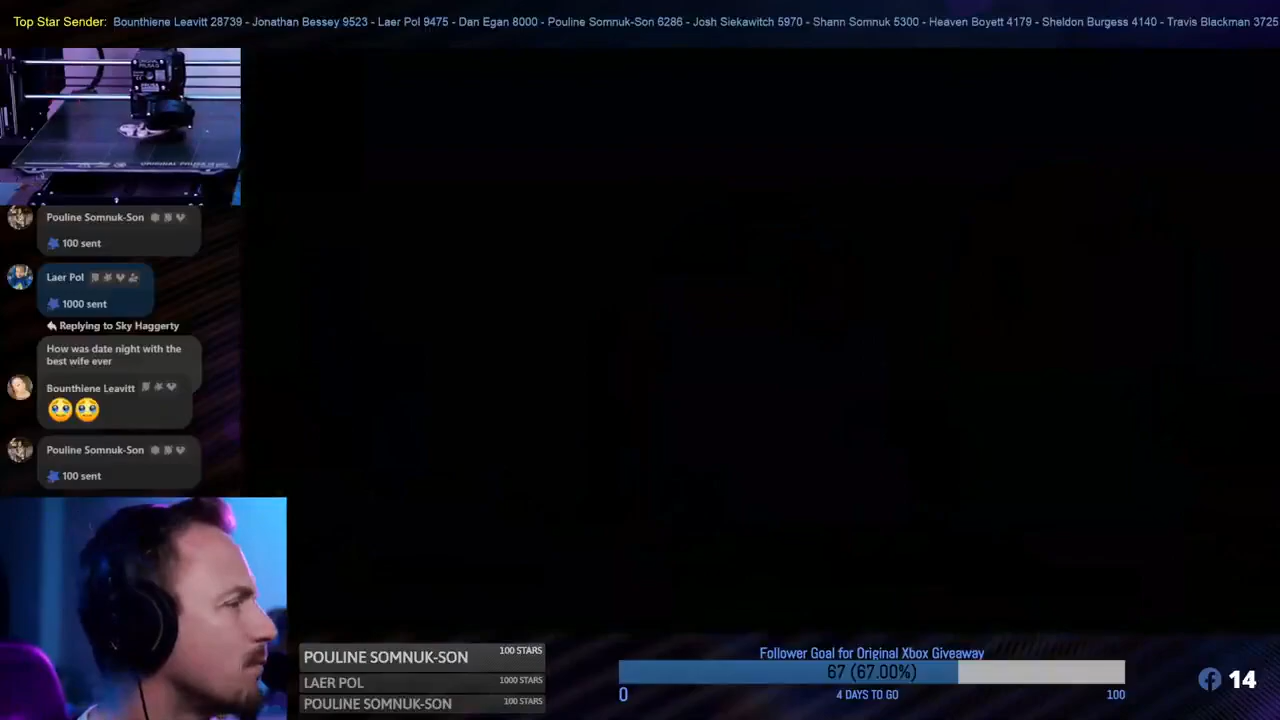 Top Star Sender: Bounthiene Leavitt 28739 - Jonathan Bessey 9523 - Laer Pol 9475 - Dan Egan 8000 - Pouline Somnuk-Son 6286 - Josh Siekawitch 5970 - Shann Somnuk 5300 - Heaven Boyett 4179 - Sheldon Burgess 4140 - Travis Blackman 3725
Pouline Somnuk-Son
100 sent
Laer Pol
1000 sent
Replying to Sky Haggerty
How was date night with the
best wife ever
Bounthiene Leavitt
Pouline Somnuk-Son
100 sent
POULINE SOMNUK-SON 100 STARS
LAER POL 1000 STARS
POULINE SOMNUK-SON 100 STARS
Follower Goal for Original Xbox Giveaway
67 (67.00%)
0 4 DAYS TO GO 100
14